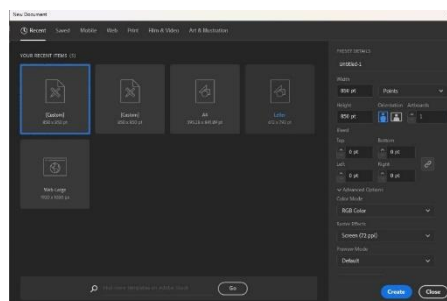 New Document
Recent Saved Mobile Web Print Film & Video Art & Illustration
YOUR RECENT ITEMS (5)
[Custom]
[Custom]
A4
Letter
Web-Large
Go
PRESET DETAILS
Untitled-1
Width
850 pt Points
Height Orientation Artboards
850 pt 1
Bleed
Top Bottom
0 pt 0 pt
Left Right
0 pt 0 pt
Advanced Options
Color Mode
RGB Color
Raster Effects
Screen (72 ppi)
Preview Mode
Default
Create Close